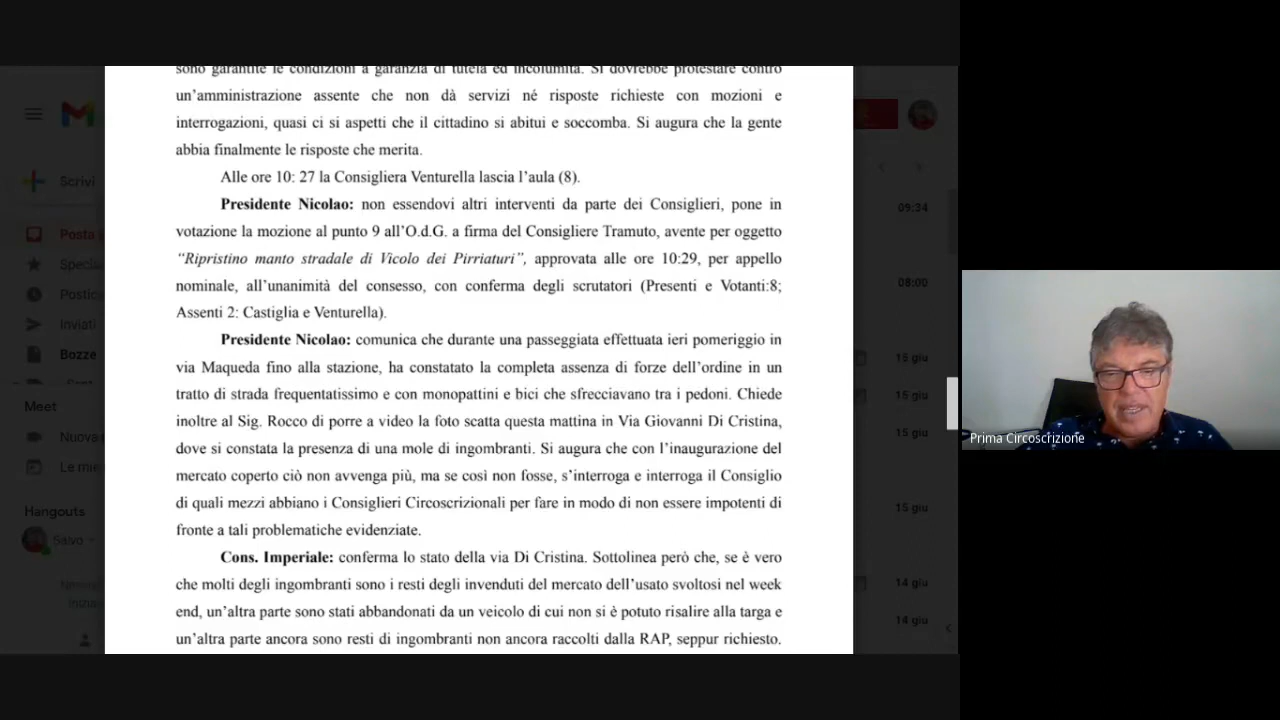 sono garantite le condizioni a garanzia di tutela ed incolumità. Si dovrebbe protestare contro
un’amministrazione assente che non dà servizi né risposte richieste con mozioni e
interrogazioni, quasi ci si aspetti che il cittadino si abitui e soccomba. Si augura che la gente
abbia finalmente le risposte che merita.
Alle ore 10: 27 la Consigliera Venturella lascia l’aula (8).
Presidente Nicolao: non essendovi altri interventi da parte dei Consiglieri, pone in
votazione la mozione al punto 9 all’O.d.G. a firma del Consigliere Tramuto, avente per oggetto
“Ripristino manto stradale di Vicolo dei Pirriaturi”, approvata alle ore 10:29, per appello
nominale, all’unanimità del consesso, con conferma degli scrutatori (Presenti e Votanti:8;
Assenti 2: Castiglia e Venturella).
Presidente Nicolao: comunica che durante una passeggiata effettuata ieri pomeriggio in
via Maqueda fino alla stazione, ha constatato la completa assenza di forze dell’ordine in un
tratto di strada frequentatissimo e con monopattini e bici che sfrecciavano tra i pedoni. Chiede
inoltre al Sig. Rocco di porre a video la foto scatta questa mattina in Via Giovanni Di Cristina,
dove si constata la presenza di una mole di ingombranti. Si augura che con l’inaugurazione del
mercato coperto ciò non avvenga più, ma se così non fosse, s’interroga e interroga il Consiglio
di quali mezzi abbiano i Consiglieri Circoscrizionali per fare in modo di non essere impotenti di
fronte a tali problematiche evidenziate.
Cons. Imperiale: conferma lo stato della via Di Cristina. Sottolinea però che, se è vero
che molti degli ingombranti sono i resti degli invenduti del mercato dell’usato svoltosi nel week
end, un’altra parte sono stati abbandonati da un veicolo di cui non si è potuto risalire alla targa e
un’altra parte ancora sono resti di ingombranti non ancora raccolti dalla RAP, seppur richiesto.
Scrivi
Posta
Specia
Postic
Inviati
Bozze
Meet
Nuova
Le mie
Hangouts
Salvo
09:34
08:00
15 giu
15 giu
15 giu
15 giu
14 giu
14 giu
Prima Circoscrizione